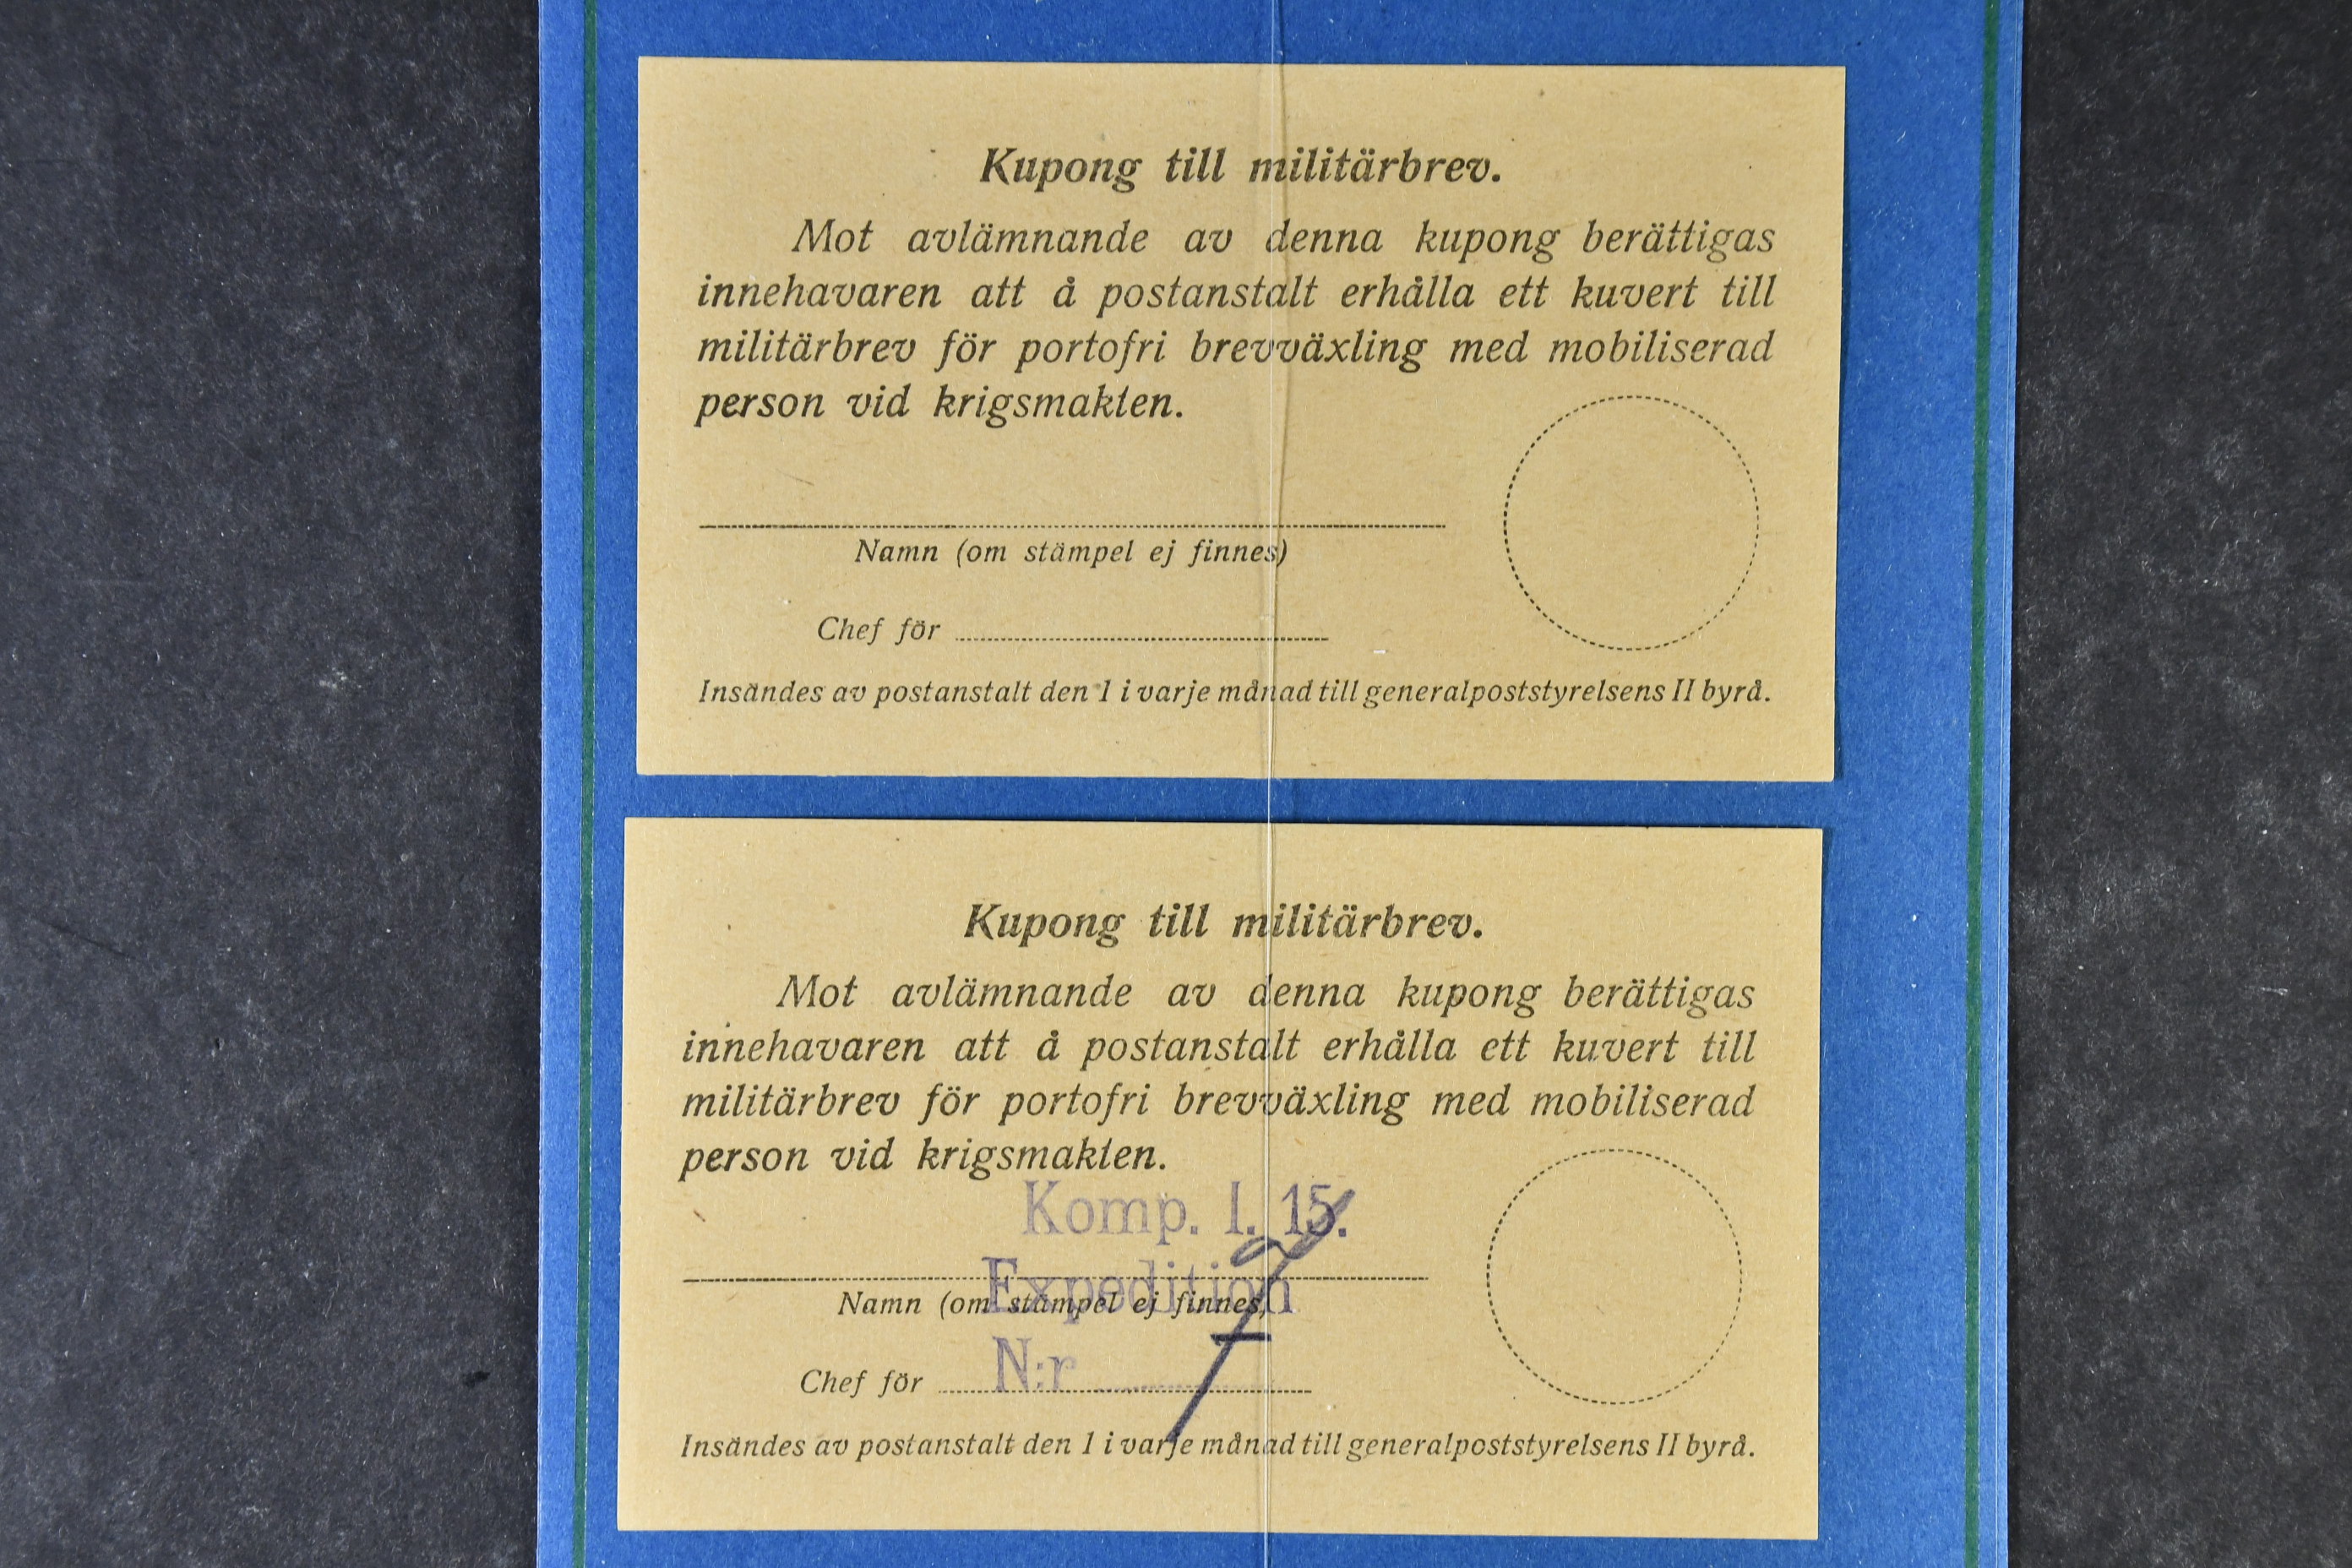 Kupong till militärbrev.
Mot avlämnande av denna kupong berättigas
innehavaren att å postanstalt erhålla ett kuvert till
militärbrev för portofri brevväxling med mobiliserad
person vid krigsmakten.
Namn (om stämpel ej finnes)
Chef för
Insändes av postanstalt den 1 i varje månad till generalpoststyrelsens II byrå.
Kupong till militärbrev.
Mot avlämnande av denna kupong berättigas
innehavaren att å postanstalt erhålla ett kuvert till
militärbrev för portofri brevväxling med mobiliserad
person vid krigsmakten.
Komp. I. 15.
Expedition
Namn (om stämpel ej finnes)
N:r 7
Chef för
Insändes av postanstalt den 1 i varje månad till generalpoststyrelsens II byrå.